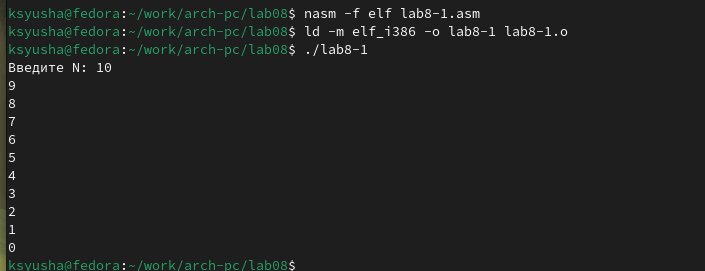 ksyusha@fedora:~/work/arch-pc/lab08$ nasm -f elf lab8-1.asm
ksyusha@fedora:~/work/arch-pc/lab08$ ld -m elf_i386 -o lab8-1 lab8-1.o
ksyusha@fedora:~/work/arch-pc/lab08$ ./lab8-1
Введите N: 10
9
8
7
6
5
4
3
2
1
0
ksyusha@fedora:~/work/arch-pc/lab08$